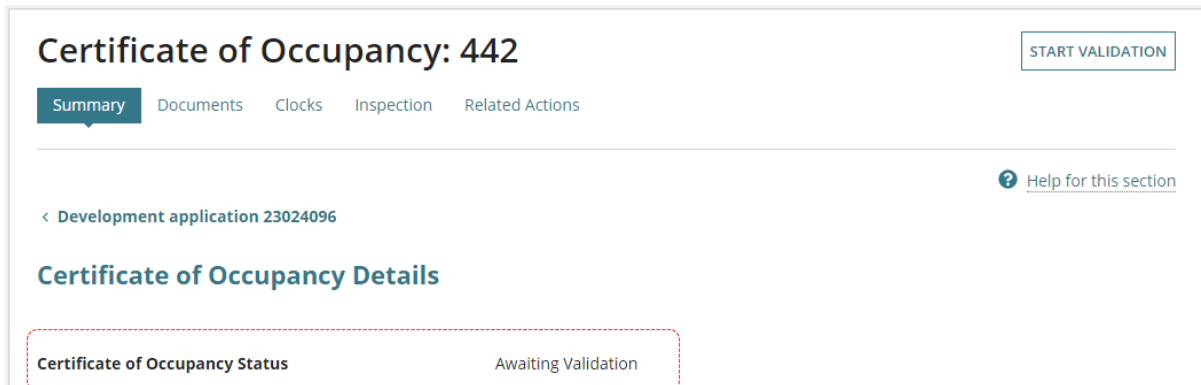 Certificate of Occupancy: 442
START VALIDATION
Summary Documents Clocks Inspection Related Actions
? Help for this section
< Development application 23024096
Certificate of Occupancy Details
Certificate of Occupancy Status Awaiting Validation